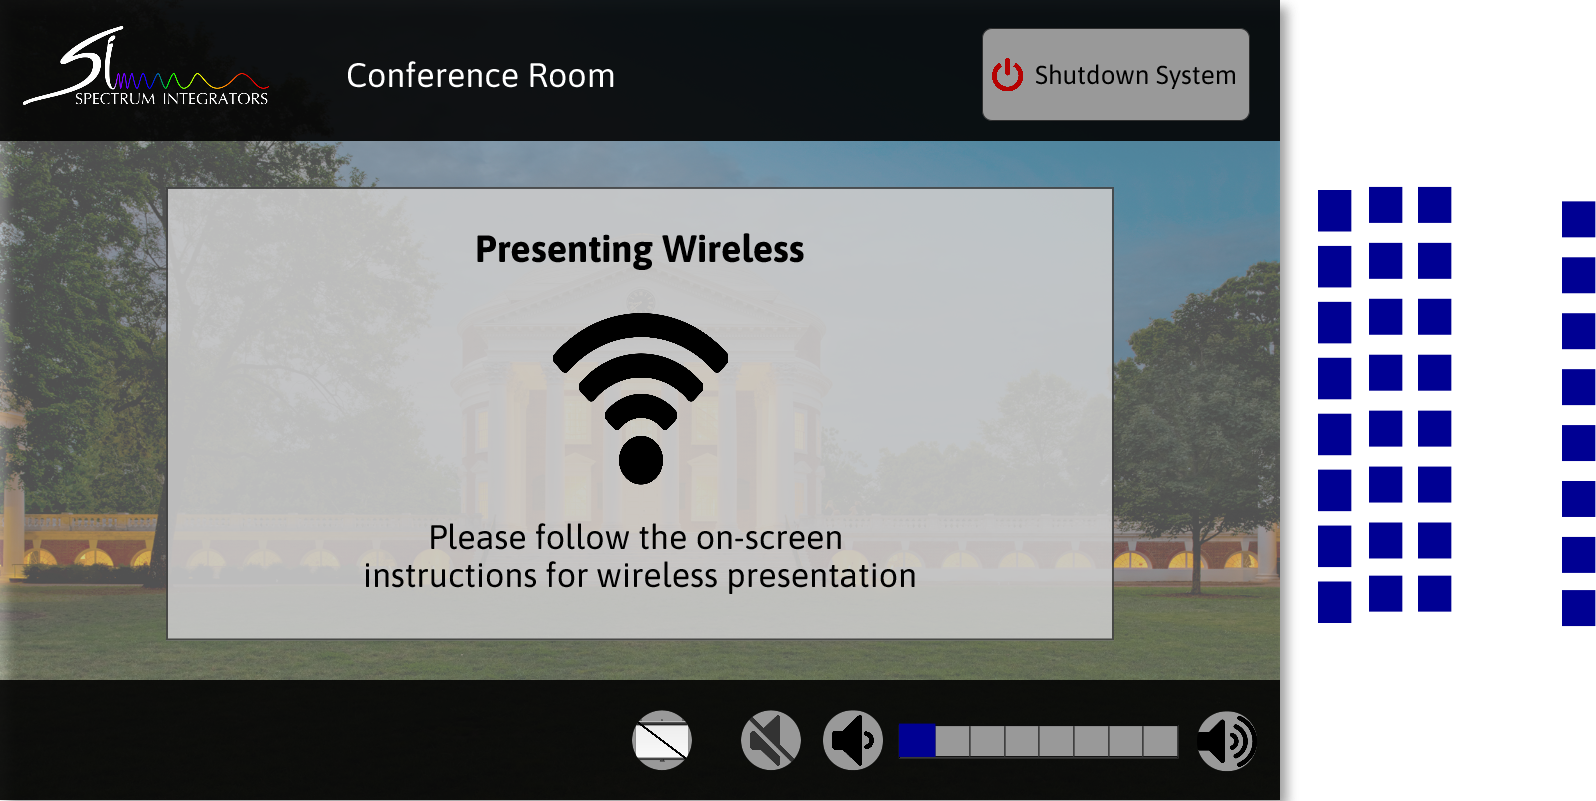 Si
SPECTRUM INTEGRATORS
Conference Room
Shutdown System
Presenting Wireless
Please follow the on-screen
instructions for wireless presentation